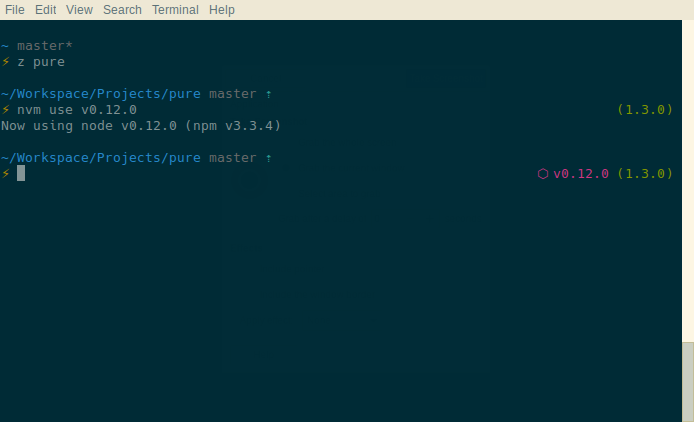 File Edit View Search Terminal Help
~ master*
⚡ z pure
~/Workspace/Projects/pure master ⇡
⚡ nvm use v0.12.0 (1.3.0)
Now using node v0.12.0 (npm v3.3.4)
~/Workspace/Projects/pure master ⇡
⚡ ⬡ v0.12.0 (1.3.0)